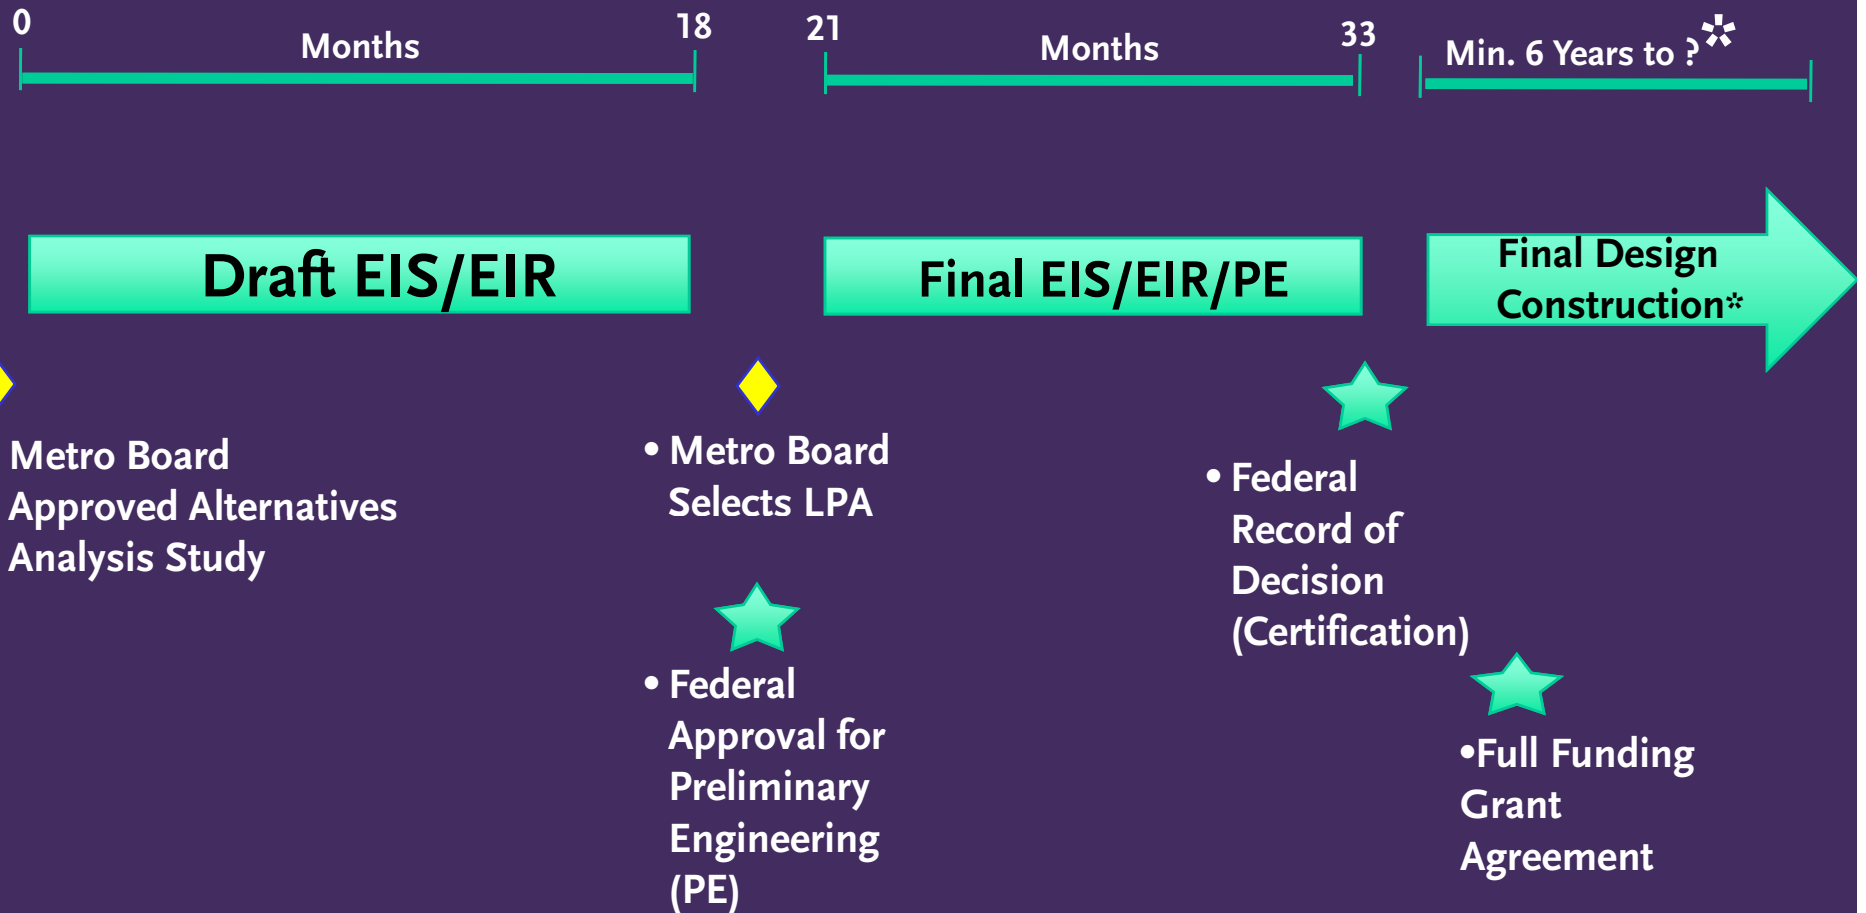 0
Months
18
21
Months
33
Min. 6 Years to ?*
Draft EIS/EIR
Final EIS/EIR/PE
Final Design
Construction*
Metro Board
Approved Alternatives
Analysis Study
• Metro Board
Selects LPA
• Federal
Approval for
Preliminary
Engineering
(PE)
• Federal
Record of
Decision
(Certification)
•Full Funding
Grant
Agreement